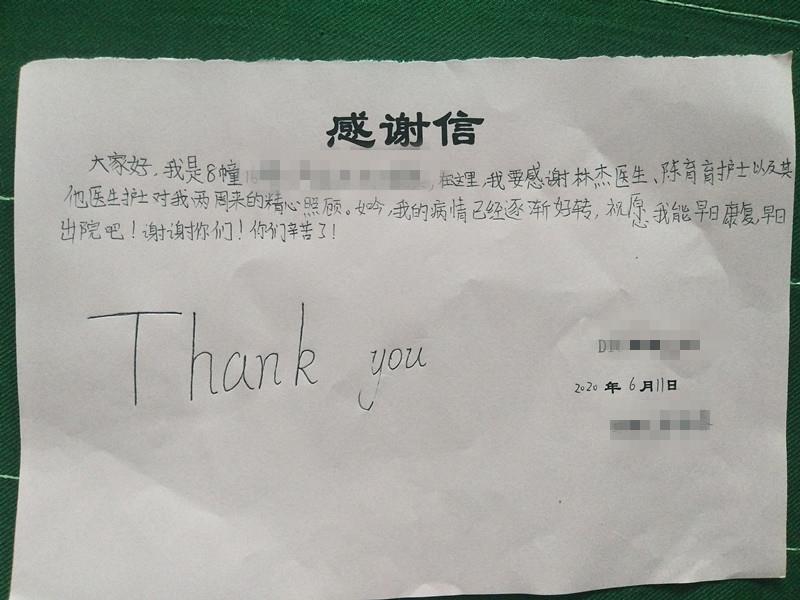 感谢信
大家好，我是8幢，在这里，我要感谢林杰医生、陈育育护士以及其
他医生护士对我两周来的精心照顾。如今，我的病情已经逐渐好转，祝愿我能早日康复，早日
出院吧！谢谢你们！你们辛苦了！
Thank you
2020年6月11日